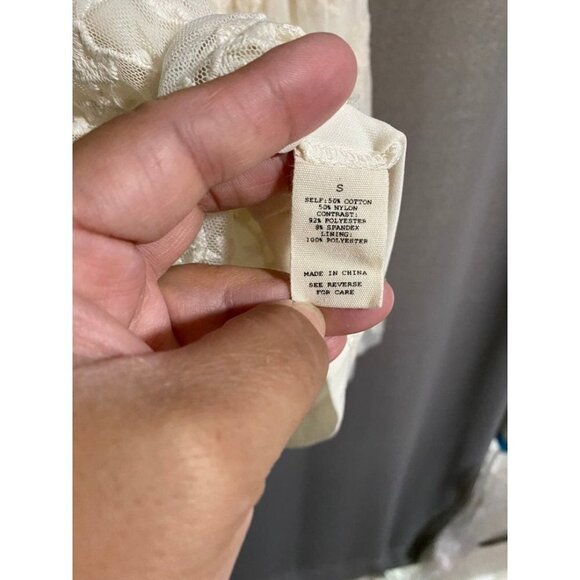 S
SELF: 50% COTTON
50% NYLON
CONTRAST:
92% POLYESTER
8% SPANDEX
LINING:
100% POLYESTER
MADE IN CHINA
SEE REVERSE
FOR CARE